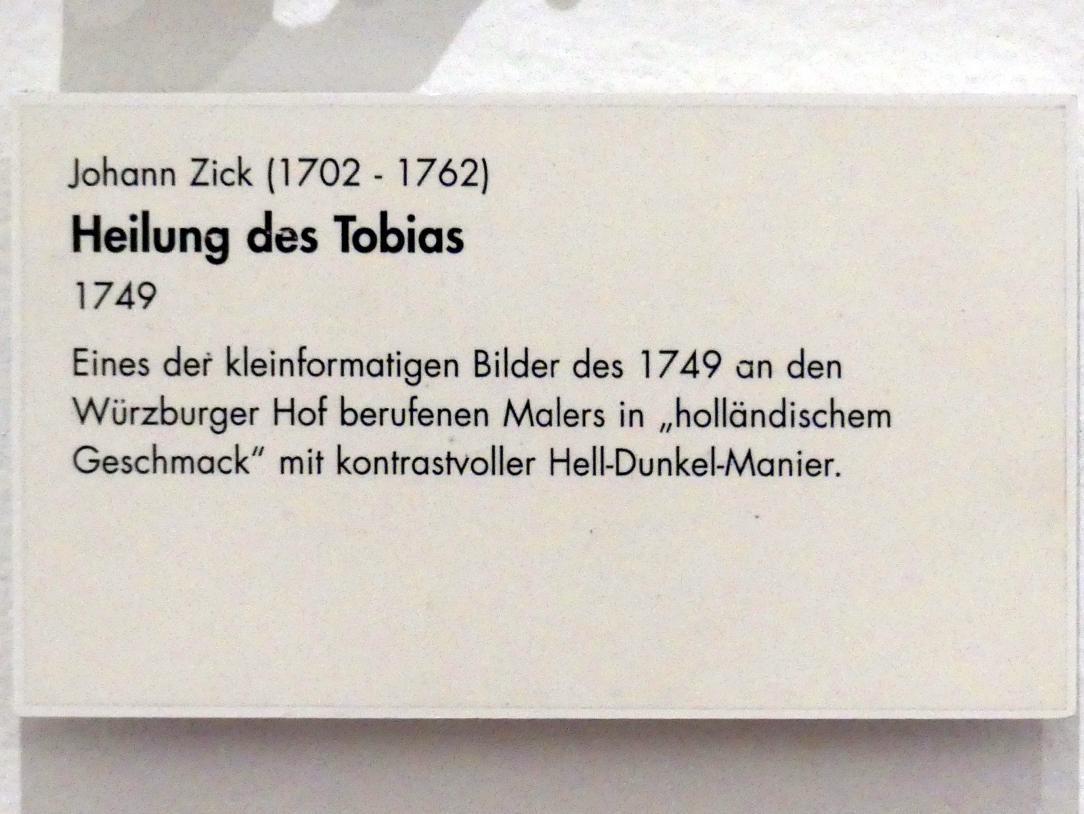 Johann Zick (1702 - 1762)
Heilung des Tobias
1749
Eines der kleinformatigen Bilder des 1749 an den
Würzburger Hof berufenen Malers in „holländischem
Geschmack“ mit kontrastvoller Hell-Dunkel-Manier.